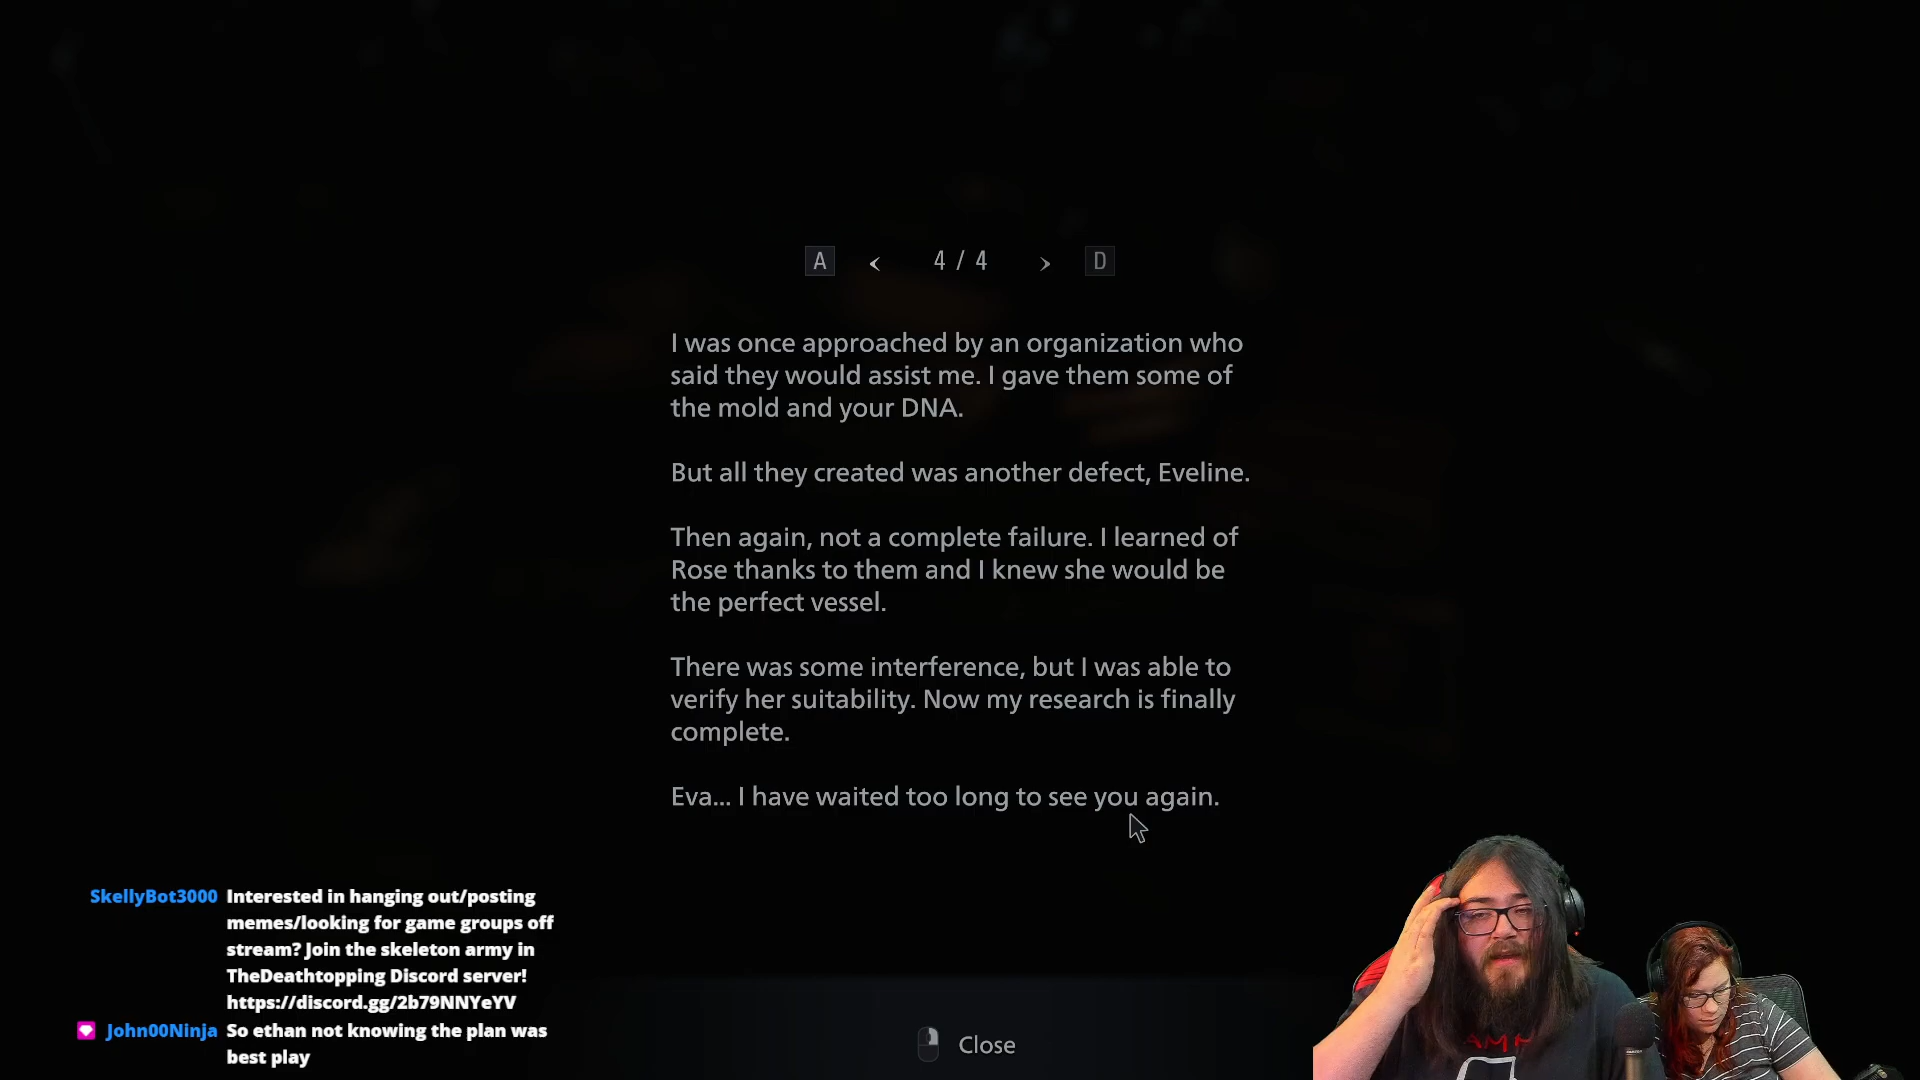 A < 4 / 4 > D
I was once approached by an organization who
said they would assist me. I gave them some of
the mold and your DNA.
But all they created was another defect, Eveline.
Then again, not a complete failure. I learned of
Rose thanks to them and I knew she would be
the perfect vessel.
There was some interference, but I was able to
verify her suitability. Now my research is finally
complete.
Eva... I have waited too long to see you again.
SkellyBot3000 Interested in hanging out/posting
memes/looking for game groups off
stream? Join the skeleton army in
TheDeathtopping Discord server!
https://discord.gg/2b79NNYeYV
John00Ninja So ethan not knowing the plan was
best play
Close